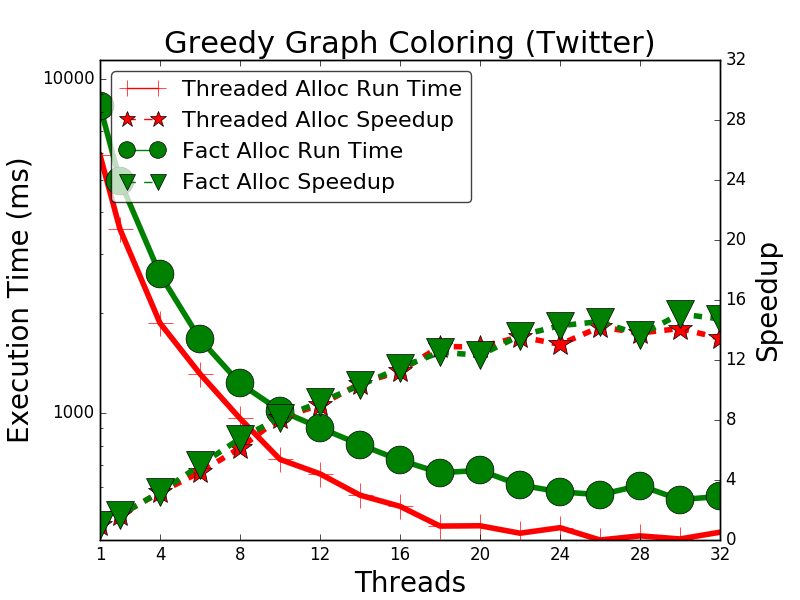 Greedy Graph Coloring (Twitter)
Threaded Alloc Run Time
Threaded Alloc Speedup
Fact Alloc Run Time
Fact Alloc Speedup
Execution Time (ms)
10000
1000
Speedup
32
28
24
20
16
12
8
4
0
1 4 8 12 16 20 24 28 32
Threads